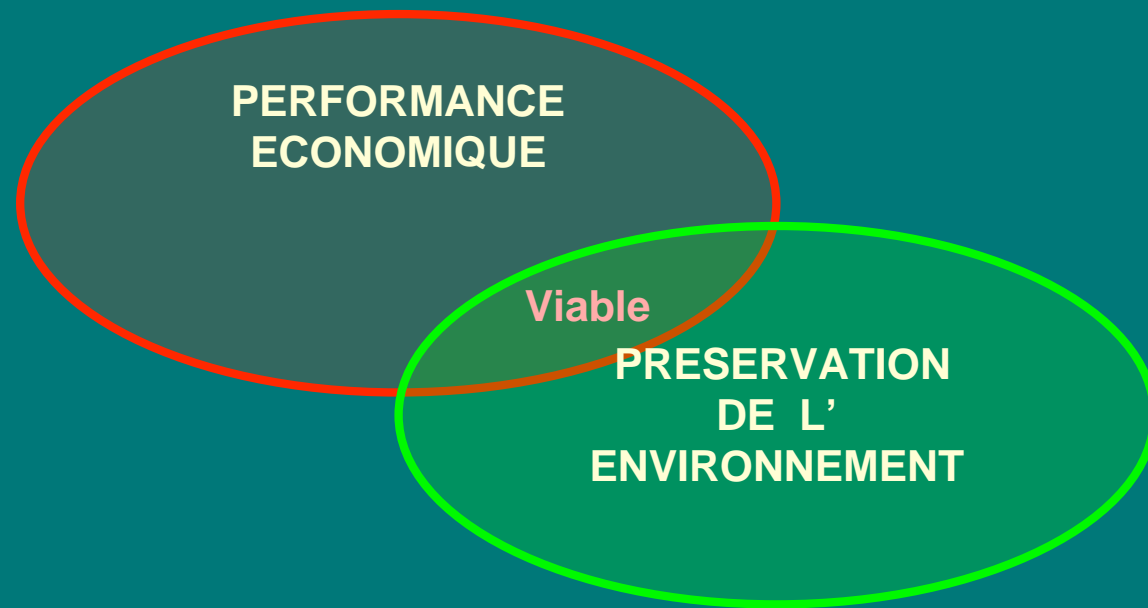 PERFORMANCE
ECONOMIQUE
Viable
PRESERVATION
DE L’
ENVIRONNEMENT